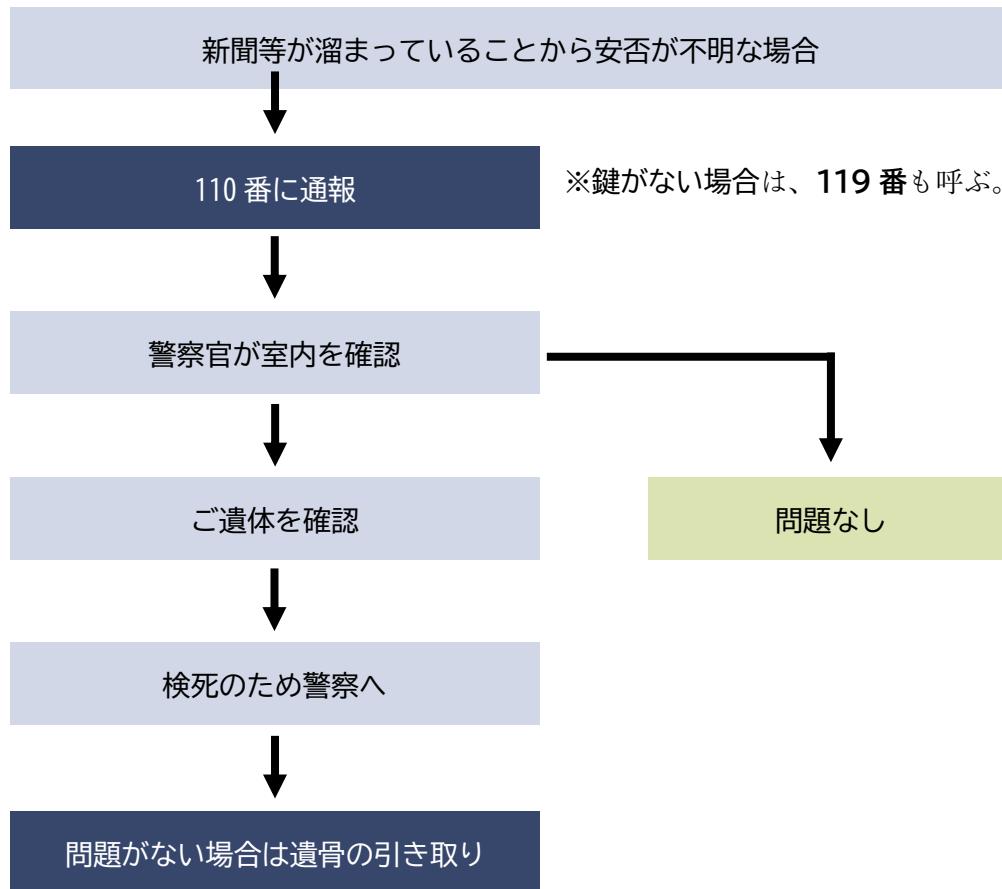 新聞等が溜まっていることから安否が不明な場合
110 番に通報
※鍵がない場合は、119 番も呼ぶ。
警察官が室内を確認
ご遺体を確認
問題なし
検死のため警察へ
問題がない場合は遺骨の引き取り